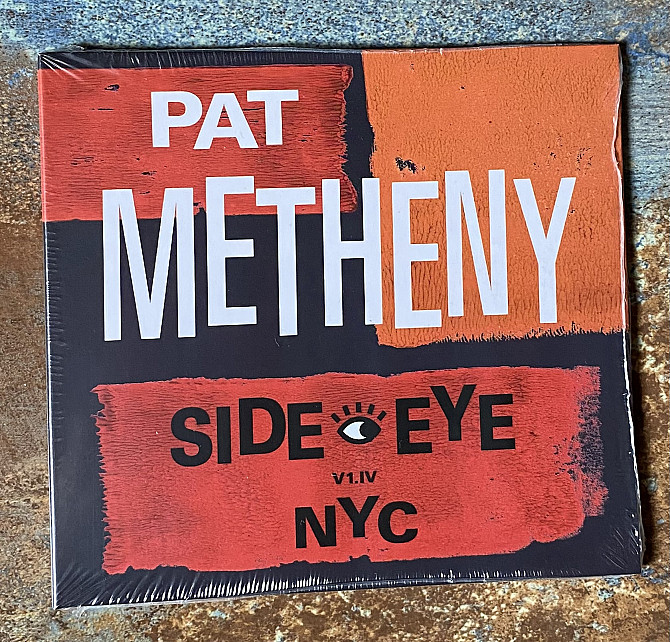 PAT
METHENY
SIDE EYE
V1.IV
NYC